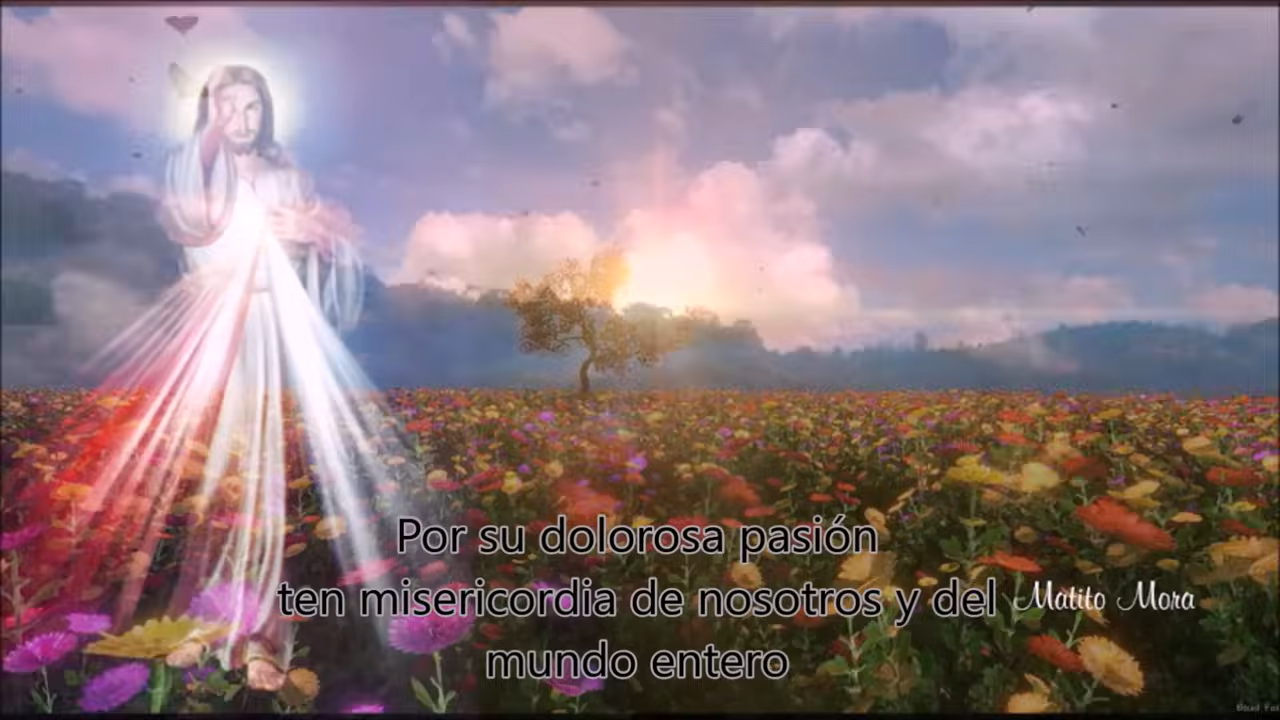 Por su dolorosa pasión
ten misericordia de nosotros y del
Matito Mora
mundo entero